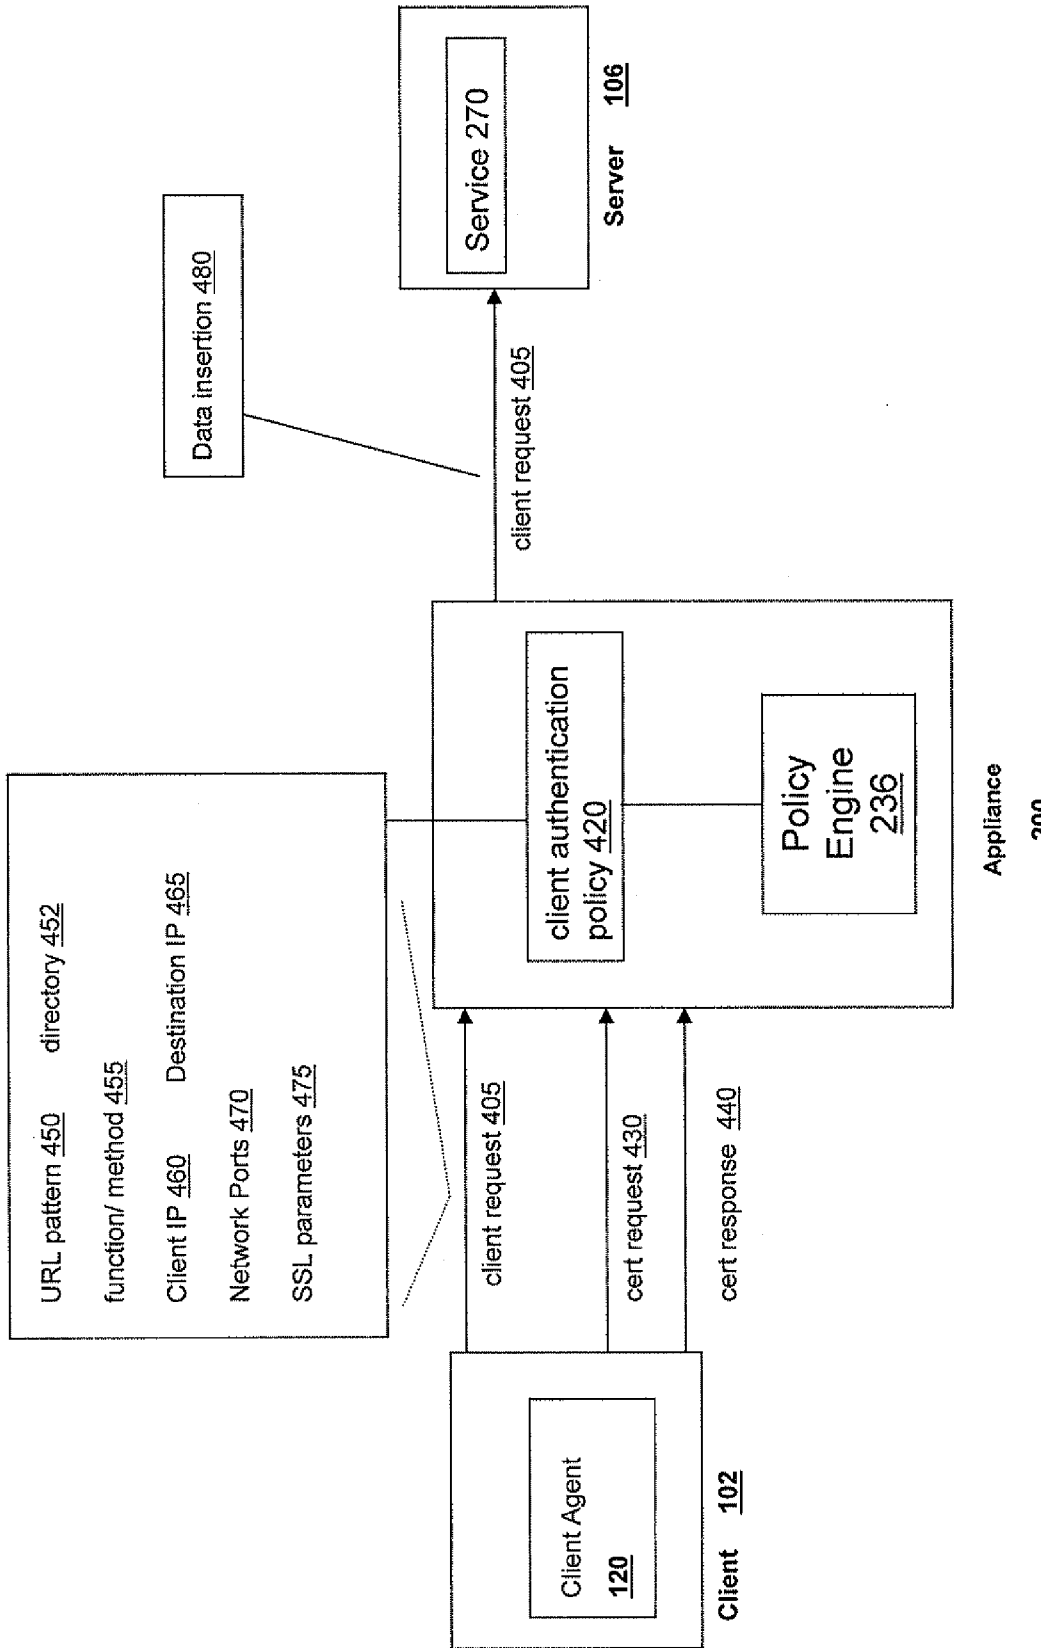 URL pattern 450 directory 452
function/ method 455
Client IP 460 Destination IP 465
Network Ports 470
SSL parameters 475
Data insertion 480
client request 405
cert request 430
cert response 440
client authentication
policy 420
Policy
Engine
236
client request 405
Service 270
Client Agent
120
Client 102
Appliance
Server 106